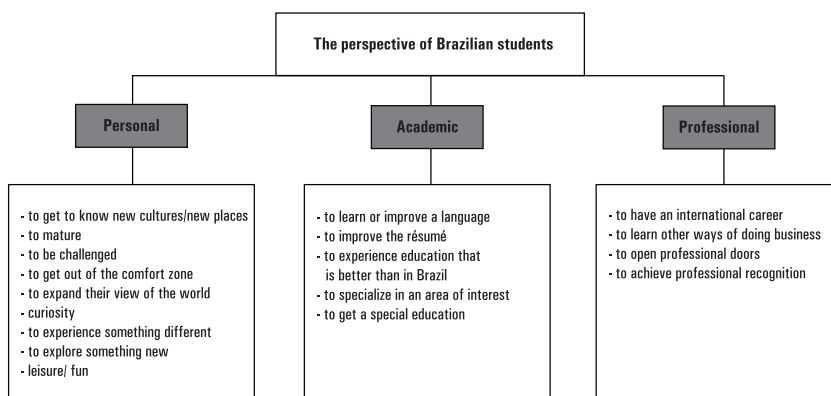 The perspective of Brazilian students
Personal
Academic
Professional
- to get to know new cultures/new places
- to mature
- to be challenged
- to get out of the comfort zone
- to expand their view of the world
- curiosity
- to experience something different
- to explore something new
- leisure/ fun
- to learn or improve a language
- to improve the résumé
- to experience education that
is better than in Brazil
- to specialize in an area of interest
- to get a special education
- to have an international career
- to learn other ways of doing business
- to open professional doors
- to achieve professional recognition